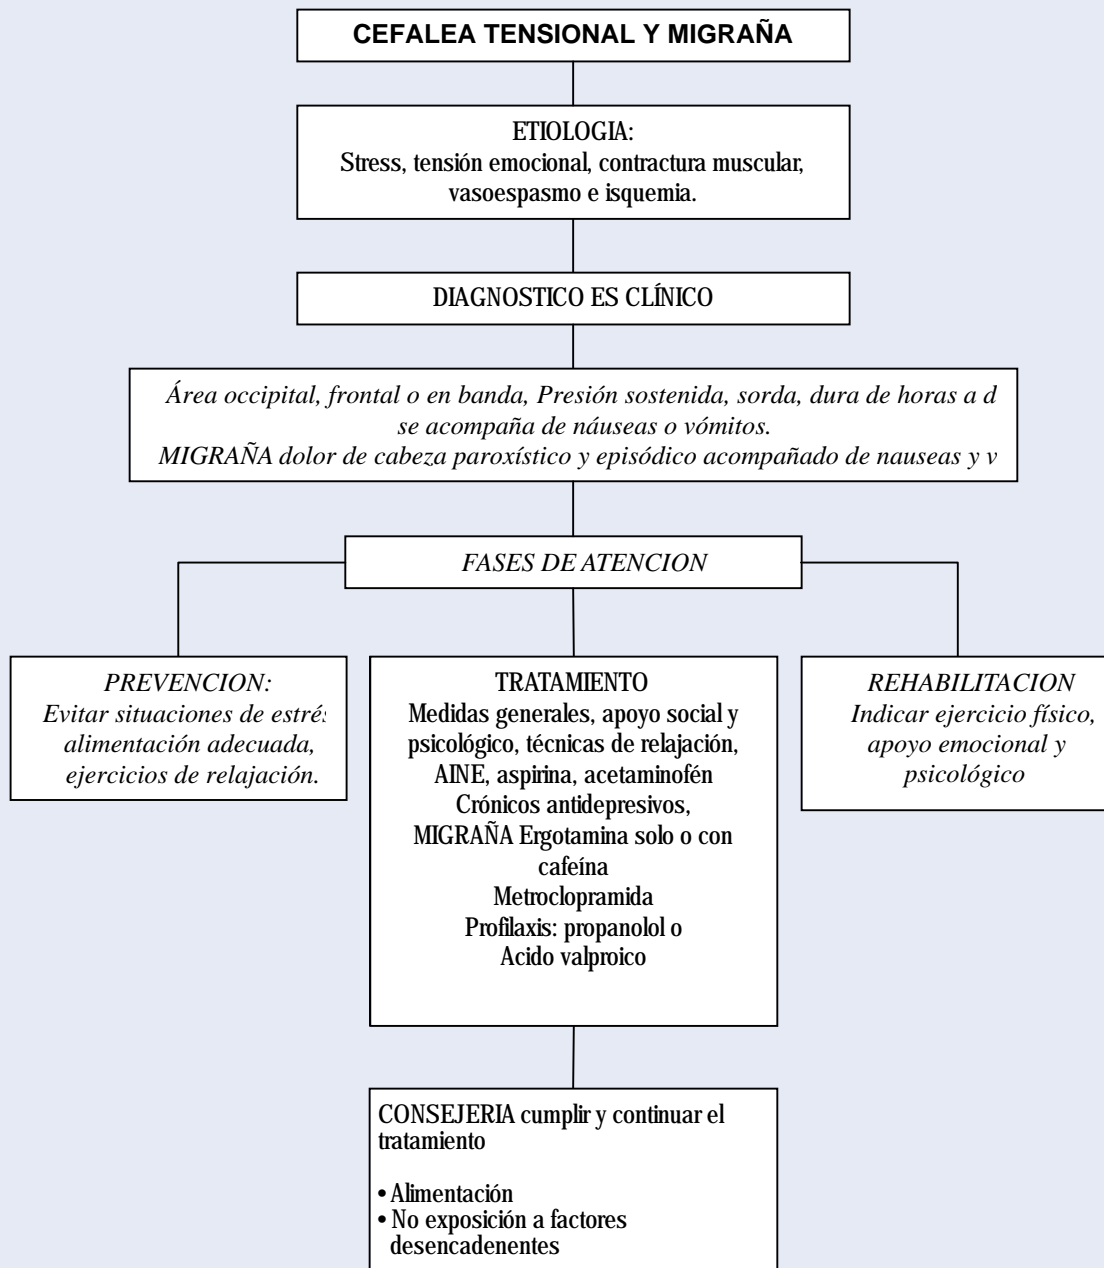 CEFALEA TENSIONAL Y MIGRAÑA
ETIOLOGIA:
Stress, tensión emocional, contractura muscular,
vasoespasmo e isquemia.
DIAGNOSTICO ES CLÍNICO
Área occipital, frontal o en banda, Presión sostenida, sorda, dura de horas a d
se acompaña de náuseas o vómitos.
MIGRAÑA dolor de cabeza paroxístico y episódico acompañado de nauseas y v
FASES DE ATENCION
PREVENCION:
Evitar situaciones de estrés
alimentación adecuada,
ejercicios de relajación.
TRATAMIENTO
Medidas generales, apoyo social y
psicológico, técnicas de relajación,
AINE, aspirina, acetaminofén
Crónicos antidepresivos,
MIGRAÑA Ergotamina solo o con
cafeína
Metroclopramida
Profilaxis: propanolol o
Acido valproico
REHABILITACION
Indicar ejercicio físico,
apoyo emocional y
psicológico
CONSEJERIA cumplir y continuar el
tratamiento
• Alimentación
• No exposición a factores
desencadenentes